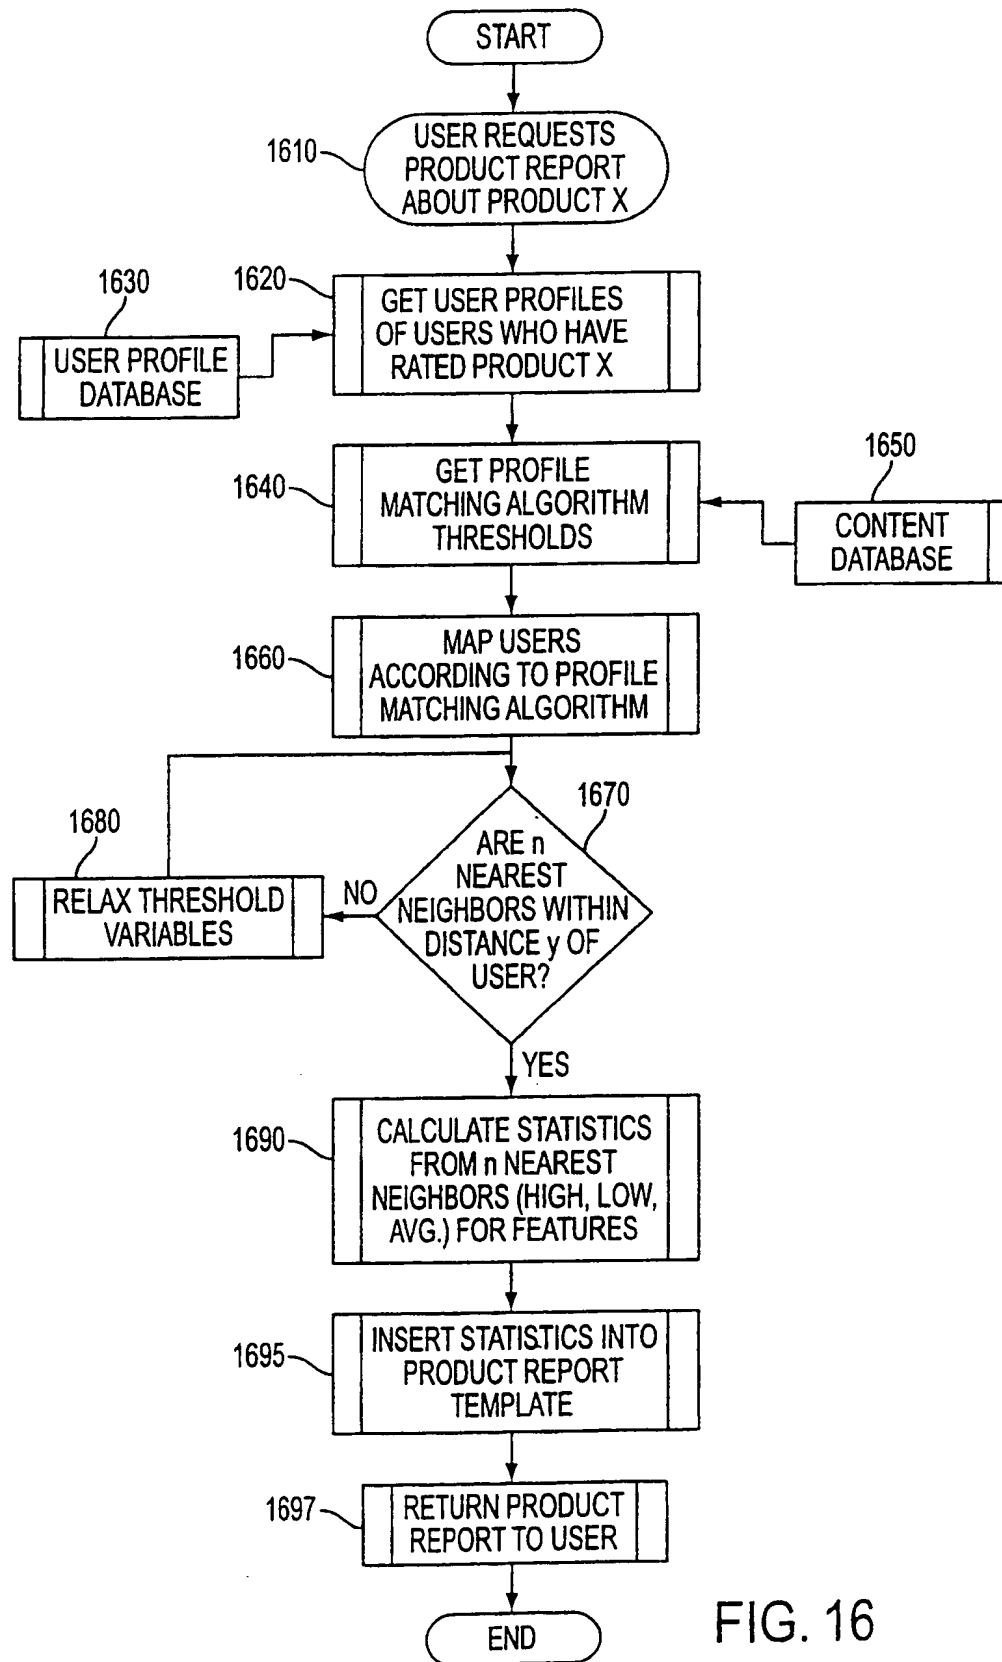 START
1610
USER REQUESTS
PRODUCT REPORT
ABOUT PRODUCT X
1630
USER PROFILE
DATABASE
1620
GET USER PROFILES
OF USERS WHO HAVE
RATED PRODUCT X
1640
GET PROFILE
MATCHING ALGORITHM
THRESHOLDS
1650
CONTENT
DATABASE
1660
MAP USERS
ACCORDING TO PROFILE
MATCHING ALGORITHM
1670
ARE n
NEAREST
NEIGHBORS WITHIN
DISTANCE y OF
USER?
NO
1680
RELAX THRESHOLD
VARIABLES
YES
1690
CALCULATE STATISTICS
FROM n NEAREST
NEIGHBORS (HIGH, LOW,
AVG.) FOR FEATURES
1695
INSERT STATISTICS INTO
PRODUCT REPORT
TEMPLATE
1697
RETURN PRODUCT
REPORT TO USER
END
FIG. 16